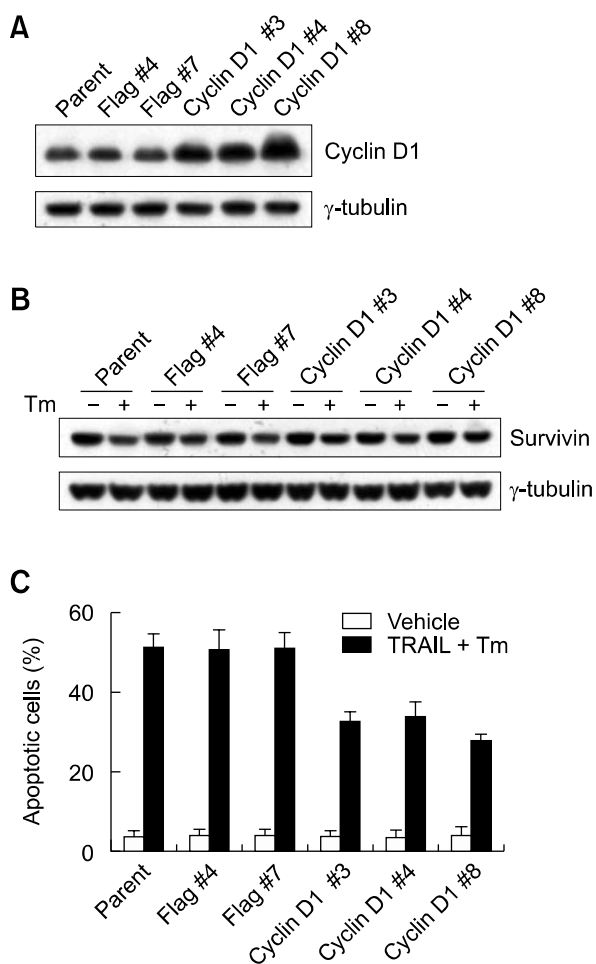 A
Parent Flag #4 Flag #7 Cyclin D1 #3 Cyclin D1 #4 Cyclin D1 #8
Cyclin D1
γ-tubulin
B
Parent Flag #4 Flag #7 Cyclin D1 #3 Cyclin D1 #4 Cyclin D1 #8
Tm − + − + − + − + − + − +
Survivin
γ-tubulin
C
60
40
20
0
Apoptotic cells (%)
Vehicle
TRAIL + Tm
Parent Flag #4 Flag #7 Cyclin D1 #3 Cyclin D1 #4 Cyclin D1 #8